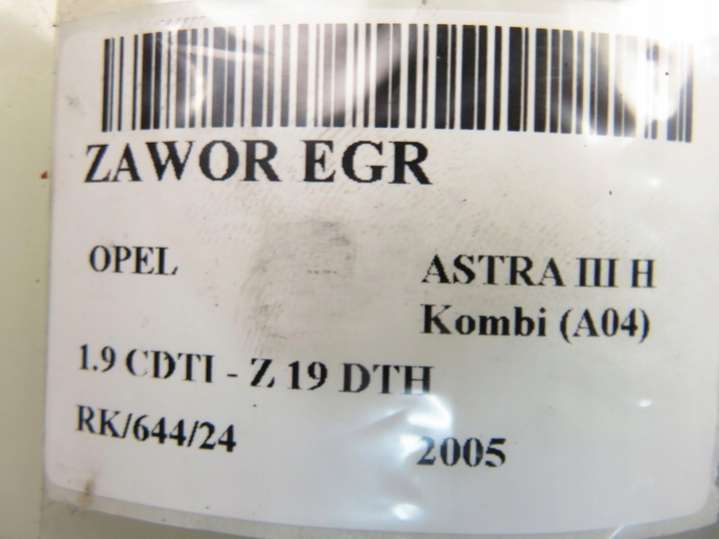 ZAWOR EGR
OPEL
ASTRA III H
Kombi (A04)
1.9 CDTI - Z 19 DTH
RK/644/24
2005